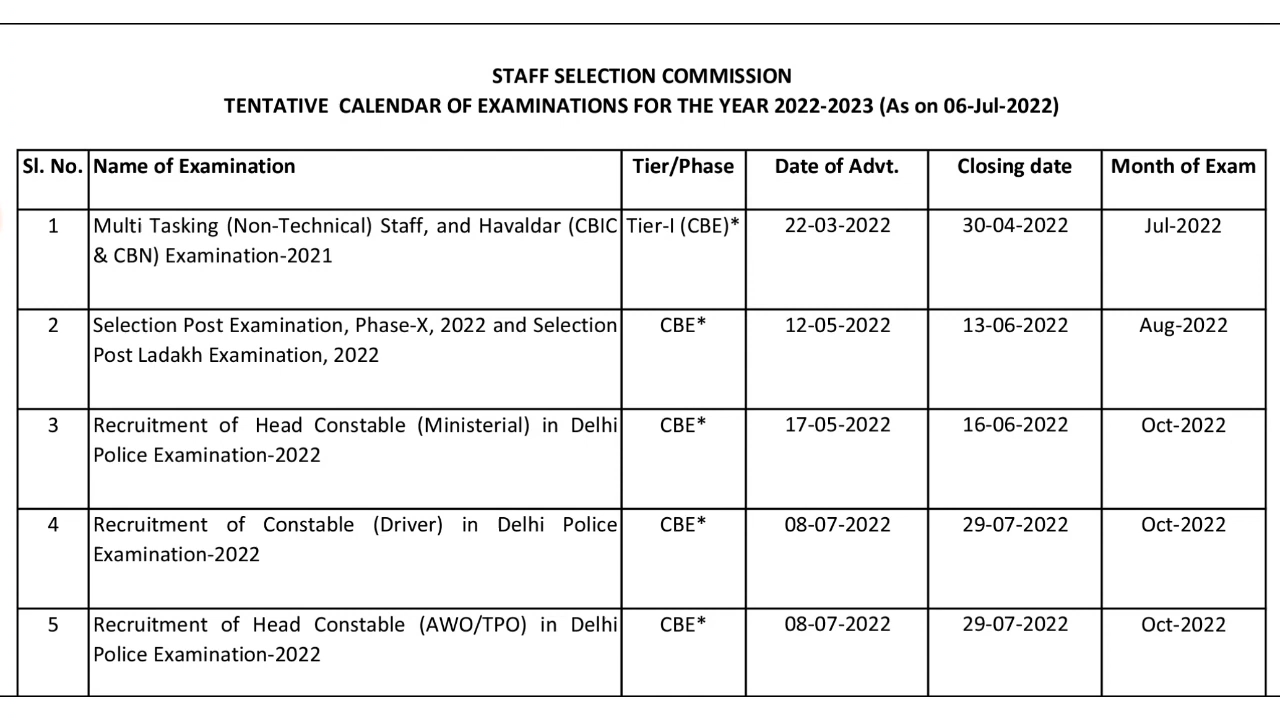 STAFF SELECTION COMMISSION
TENTATIVE CALENDAR OF EXAMINATIONS FOR THE YEAR 2022-2023 (As on 06-Jul-2022)
Sl. No. Name of Examination Tier/Phase Date of Advt. Closing date Month of Exam
1 Multi Tasking (Non-Technical) Staff, and Havaldar (CBIC Tier-I (CBE)* 22-03-2022 30-04-2022 Jul-2022
& CBN) Examination-2021
2 Selection Post Examination, Phase-X, 2022 and Selection CBE* 12-05-2022 13-06-2022 Aug-2022
Post Ladakh Examination, 2022
3 Recruitment of Head Constable (Ministerial) in Delhi CBE* 17-05-2022 16-06-2022 Oct-2022
Police Examination-2022
4 Recruitment of Constable (Driver) in Delhi Police CBE* 08-07-2022 29-07-2022 Oct-2022
Examination-2022
5 Recruitment of Head Constable (AWO/TPO) in Delhi CBE* 08-07-2022 29-07-2022 Oct-2022
Police Examination-2022